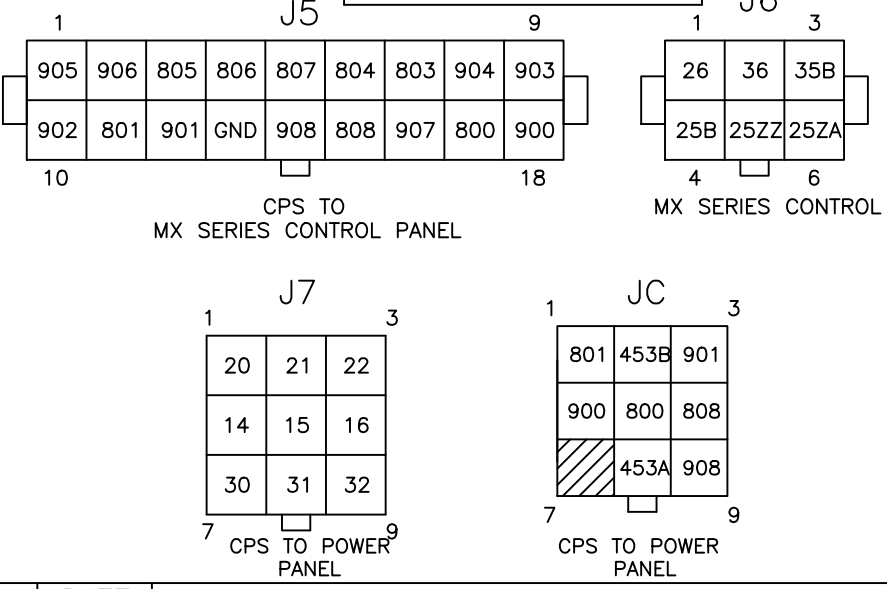 J5
1 9
905 906 805 806 807 804 803 904 903
902 801 901 GND 908 808 907 800 900
10 18
CPS TO
MX SERIES CONTROL PANEL
J6
1 3
26 36 35B
25B 25ZZ 25ZA
4 6
MX SERIES CONTROL
J7
1 3
20 21 22
14 15 16
30 31 32
7 9
CPS TO POWER
PANEL
JC
1 3
801 453B 901
900 800 808
453A 908
7 9
CPS TO POWER
PANEL